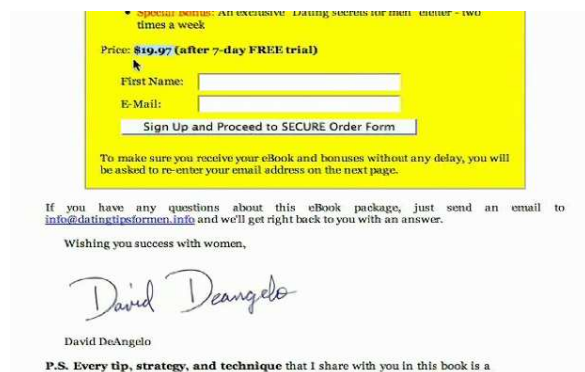 Special Bonus: An exclusive "Dating secrets for men" eletter - two
times a week
Price: $19.97 (after 7-day FREE trial)
First Name:
E-Mail:
Sign Up and Proceed to SECURE Order Form
To make sure you receive your eBook and bonuses without any delay, you will
be asked to re-enter your email address on the next page.
If you have any questions about this eBook package, just send an email to
info@datingtipsformen.info and we'll get right back to you with an answer.
Wishing you success with women,
David Deangelo
David DeAngelo
P.S. Every tip, strategy, and technique that I share with you in this book is a